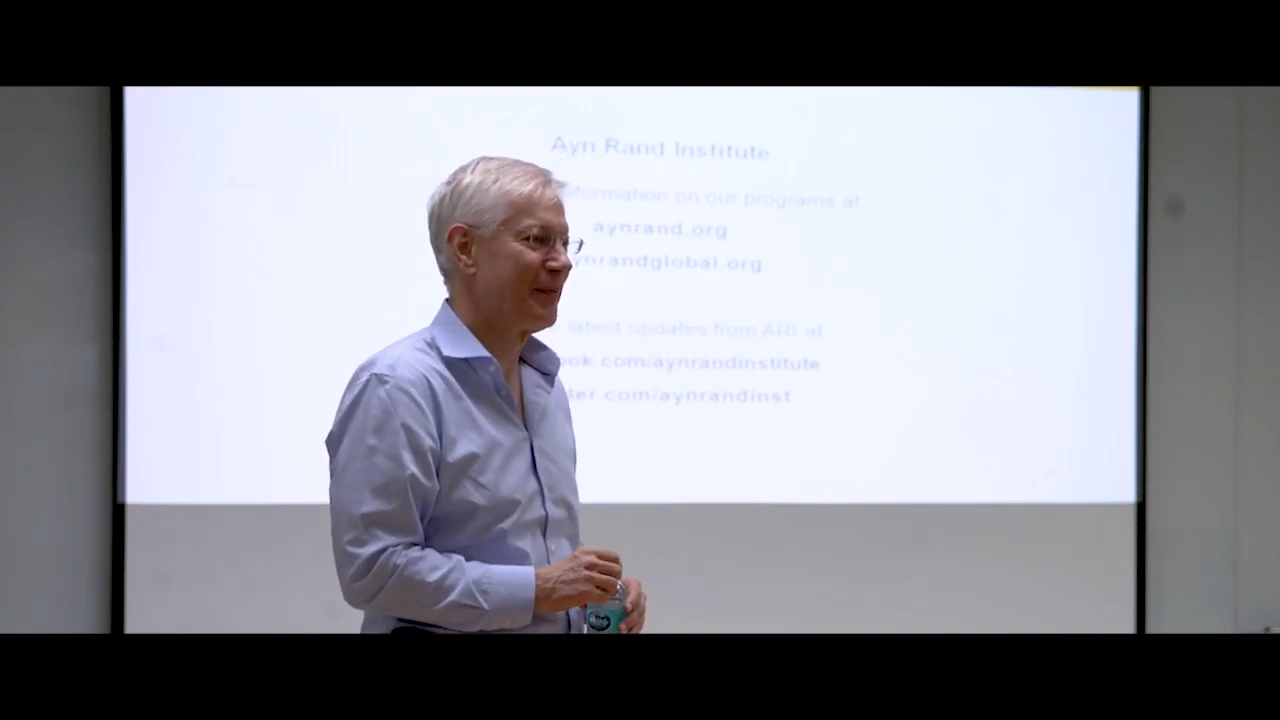 Ayn Rand Institute
formation on our programs at
aynrand.org
ynrandglobal.org
latest updates from ARI at
ook.com/aynrandinstitute
ter.com/aynrandinst